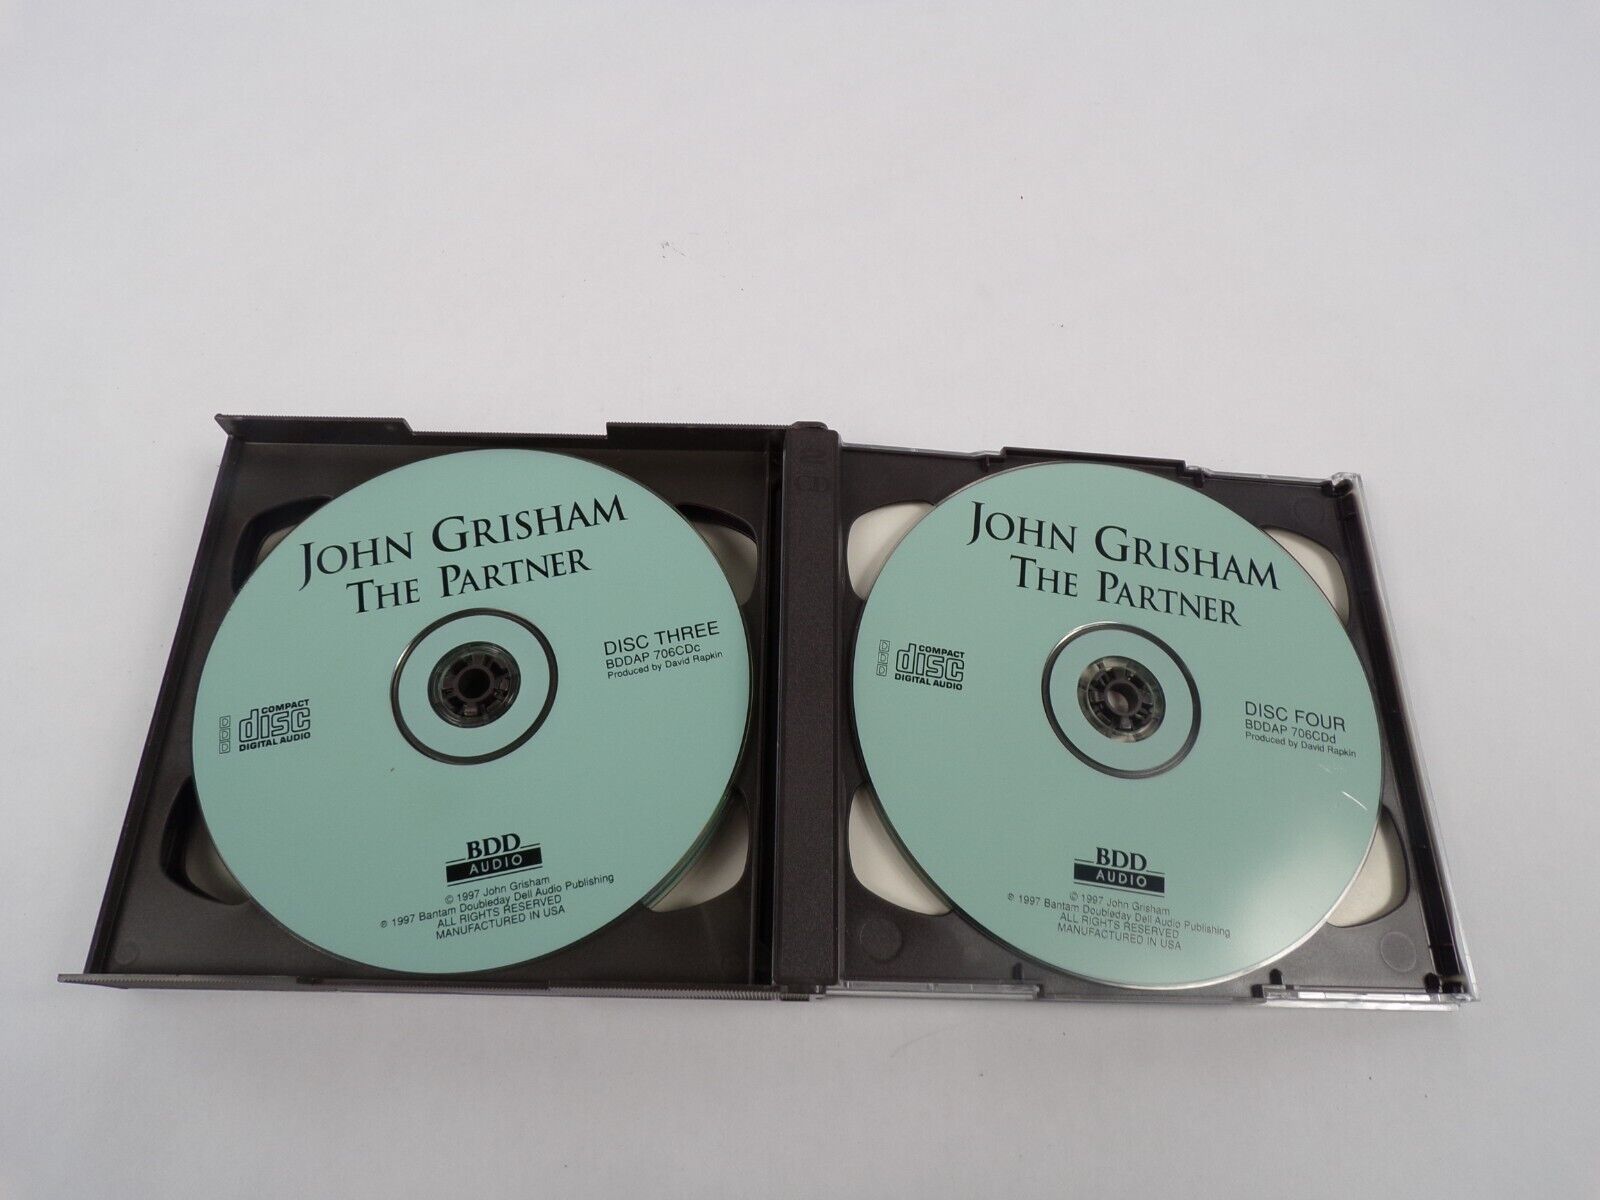 JOHN GRISHAM
THE PARTNER
DISC THREE
BDDAP 706CDc
Produced by David Rapkin
D
D
D
COMPACT
disc
DIGITAL AUDIO
BDD
AUDIO
© 1997 John Grisham
℗ 1997 Bantam Doubleday Dell Audio Publishing
ALL RIGHTS RESERVED
MANUFACTURED IN USA
JOHN GRISHAM
THE PARTNER
D
D
D
COMPACT
disc
DIGITAL AUDIO
DISC FOUR
BDDAP 706CDd
Produced by David Rapkin
BDD
AUDIO
© 1997 John Grisham
℗ 1997 Bantam Doubleday Dell Audio Publishing
ALL RIGHTS RESERVED
MANUFACTURED IN USA